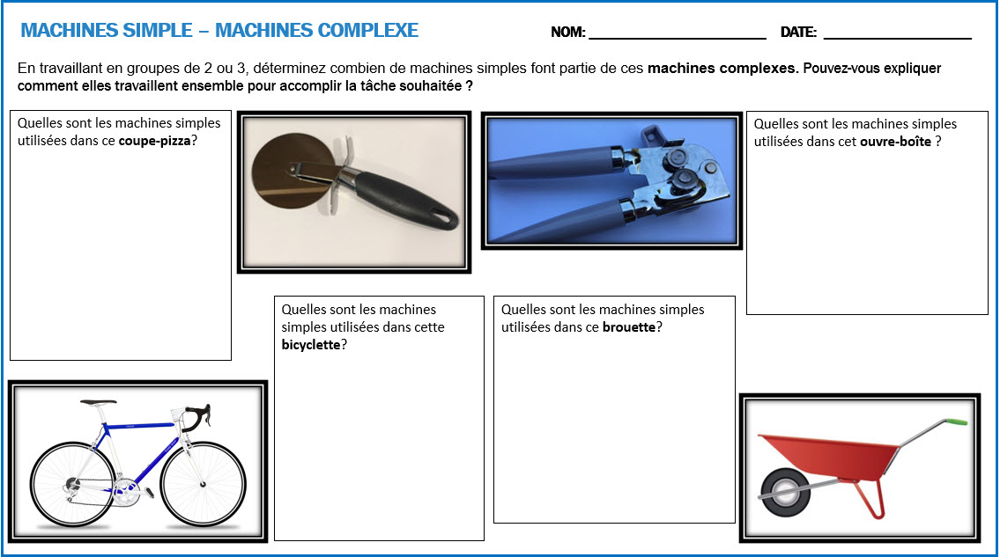 MACHINES SIMPLE – MACHINES COMPLEXE
NOM: ________________________ DATE: ____________________
En travaillant en groupes de 2 ou 3, déterminez combien de machines simples font partie de ces machines complexes. Pouvez-vous expliquer
comment elles travaillent ensemble pour accomplir la tâche souhaitée ?
Quelles sont les machines simples
utilisées dans ce coupe-pizza?
Quelles sont les machines simples
utilisées dans cet ouvre-boîte ?
Quelles sont les machines
simples utilisées dans cette
bicyclette?
Quelles sont les machines simples
utilisées dans ce brouette?